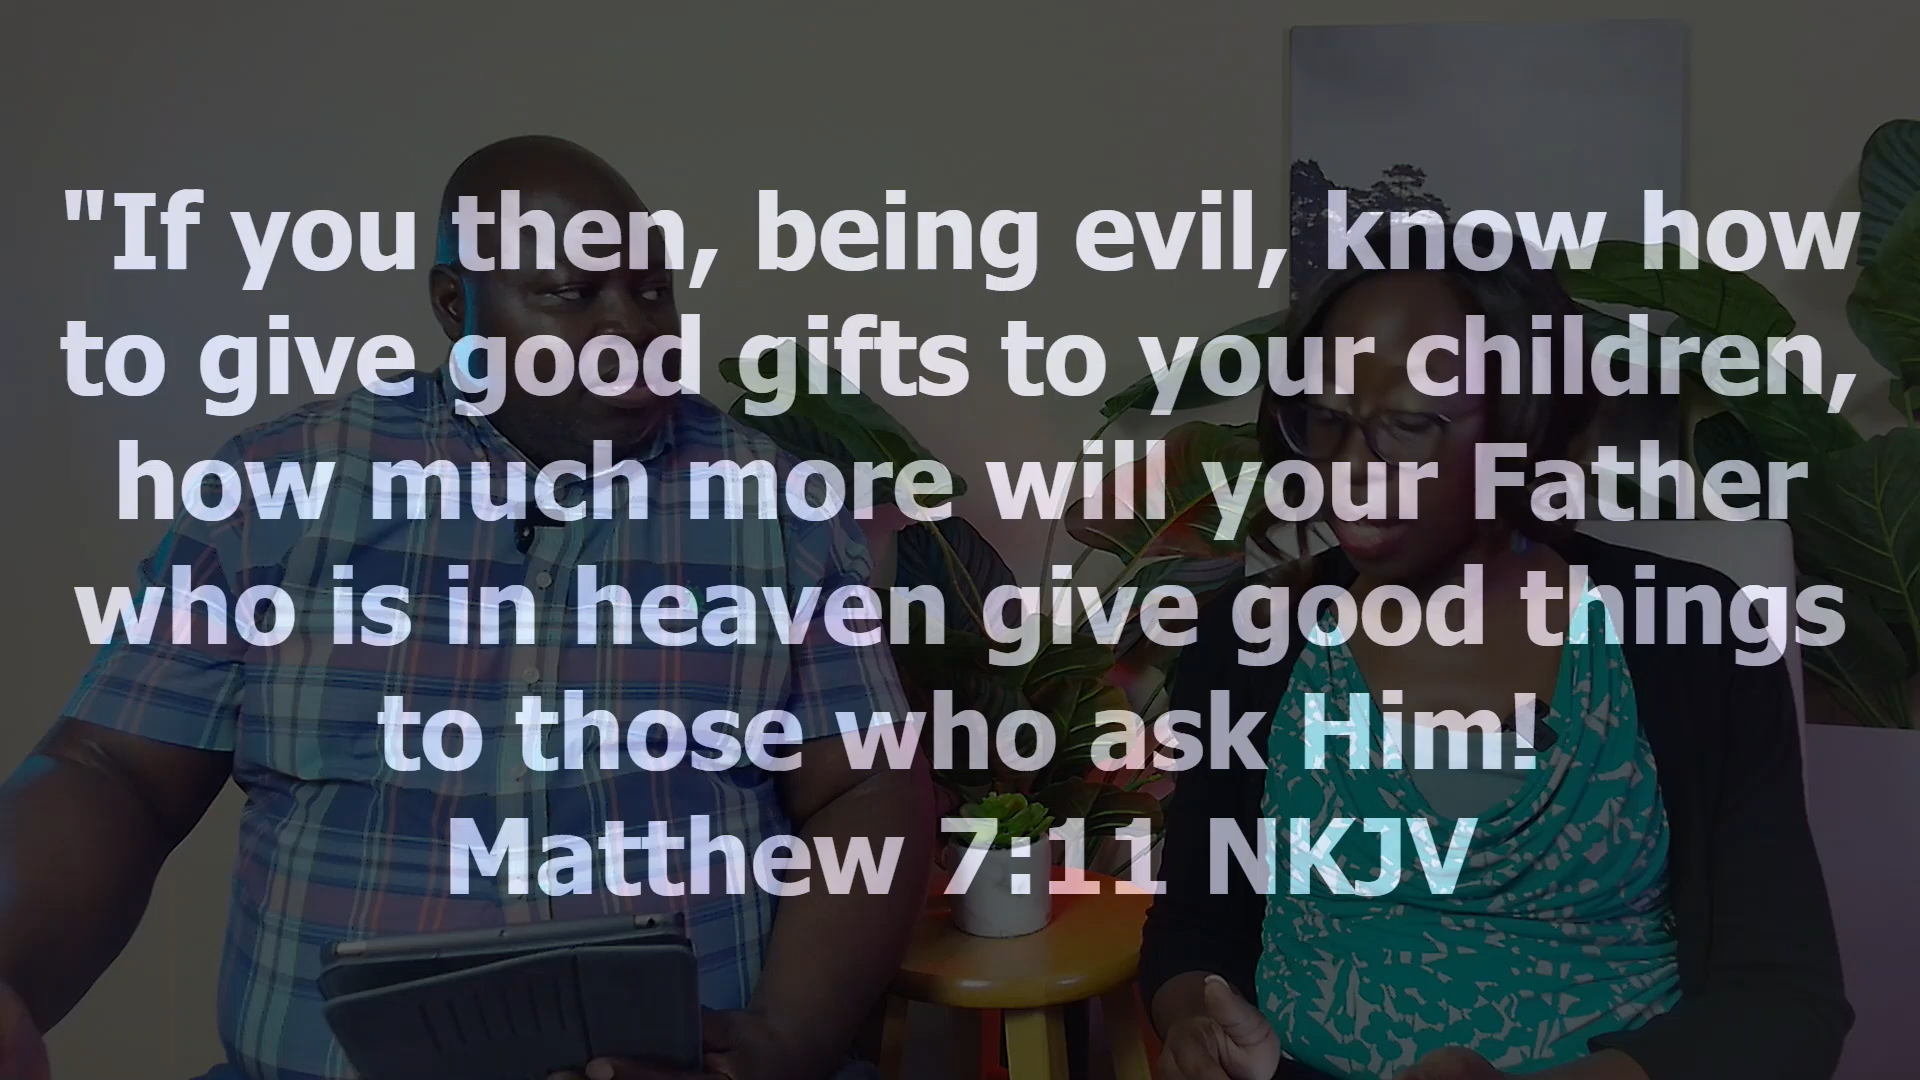 "If you then, being evil, know how
to give good gifts to your children,
how much more will your Father
who is in heaven give good things
to those who ask Him!
Matthew 7:11 NKJV